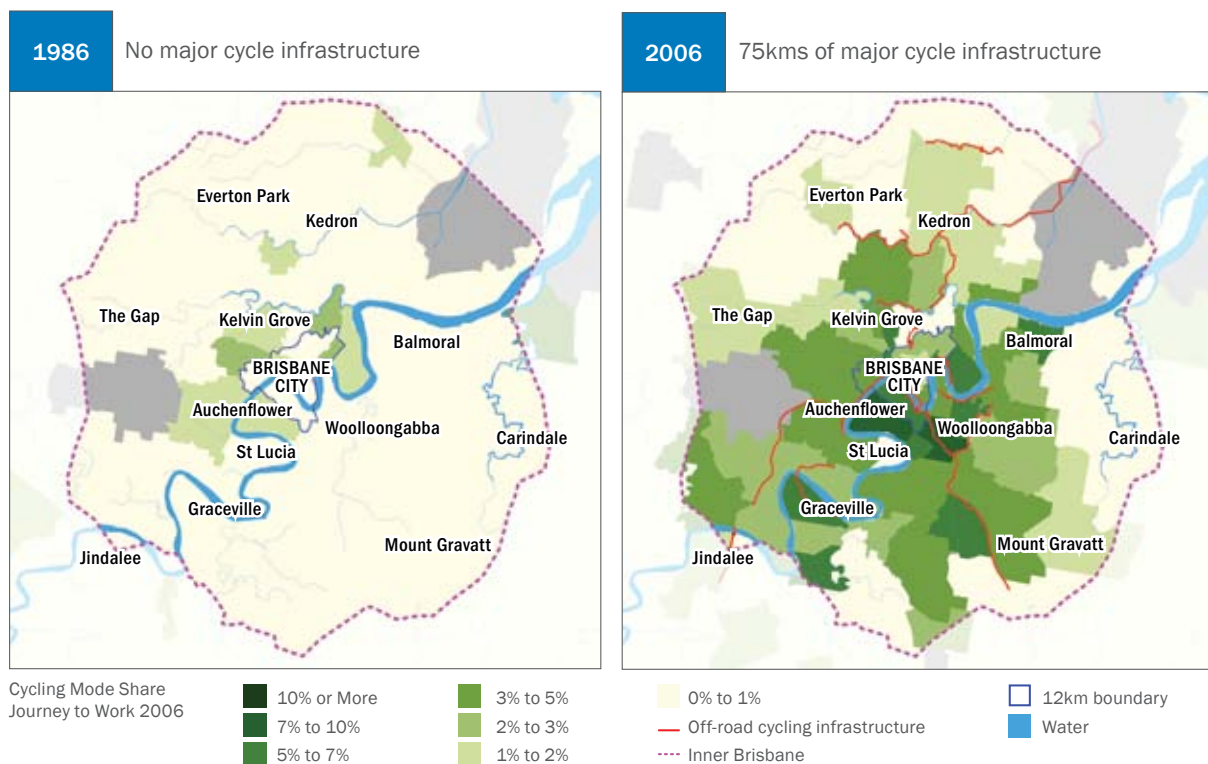 1986
No major cycle infrastructure
Everton Park
Kedron
The Gap
Kelvin Grove
Balmoral
BRISBANE
CITY
Auchenflower
Woolloongabba
Carindale
St Lucia
Graceville
Mount Gravatt
Jindalee
2006
75kms of major cycle infrastructure
Everton Park
Kedron
The Gap
Kelvin Grove
Balmoral
BRISBANE
CITY
Auchenflower
Woolloongabba
Carindale
St Lucia
Graceville
Mount Gravatt
Jindalee
Cycling Mode Share
Journey to Work 2006
10% or More
7% to 10%
5% to 7%
3% to 5%
2% to 3%
1% to 2%
0% to 1%
Off-road cycling infrastructure
Inner Brisbane
12km boundary
Water